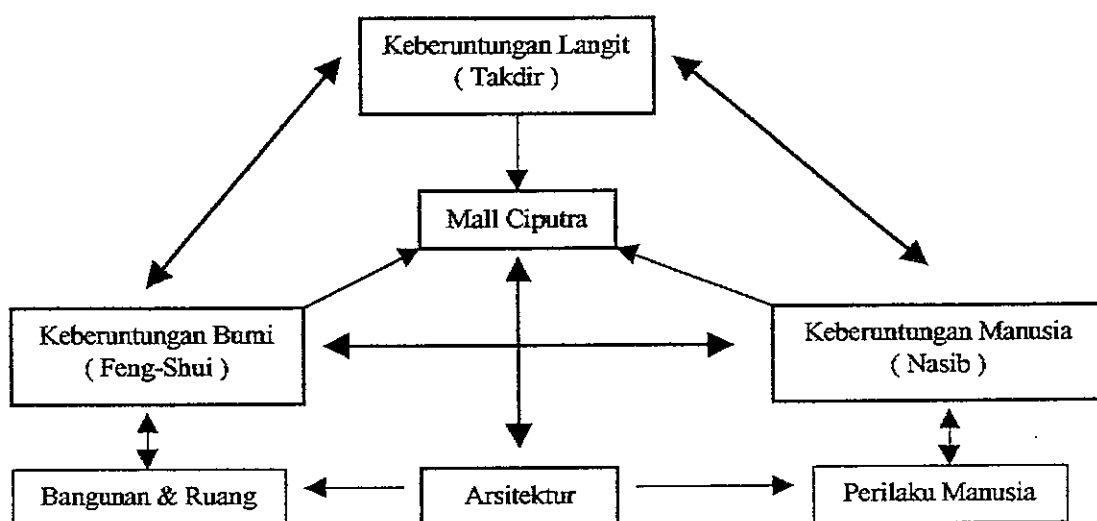 Keberuntungan Langit
( Takdir )
Mall Ciputra
Keberuntungan Bumi
( Feng-Shui )
Keberuntungan Manusia
( Nasib )
Bangunan & Ruang
Arsitektur
Perilaku Manusia